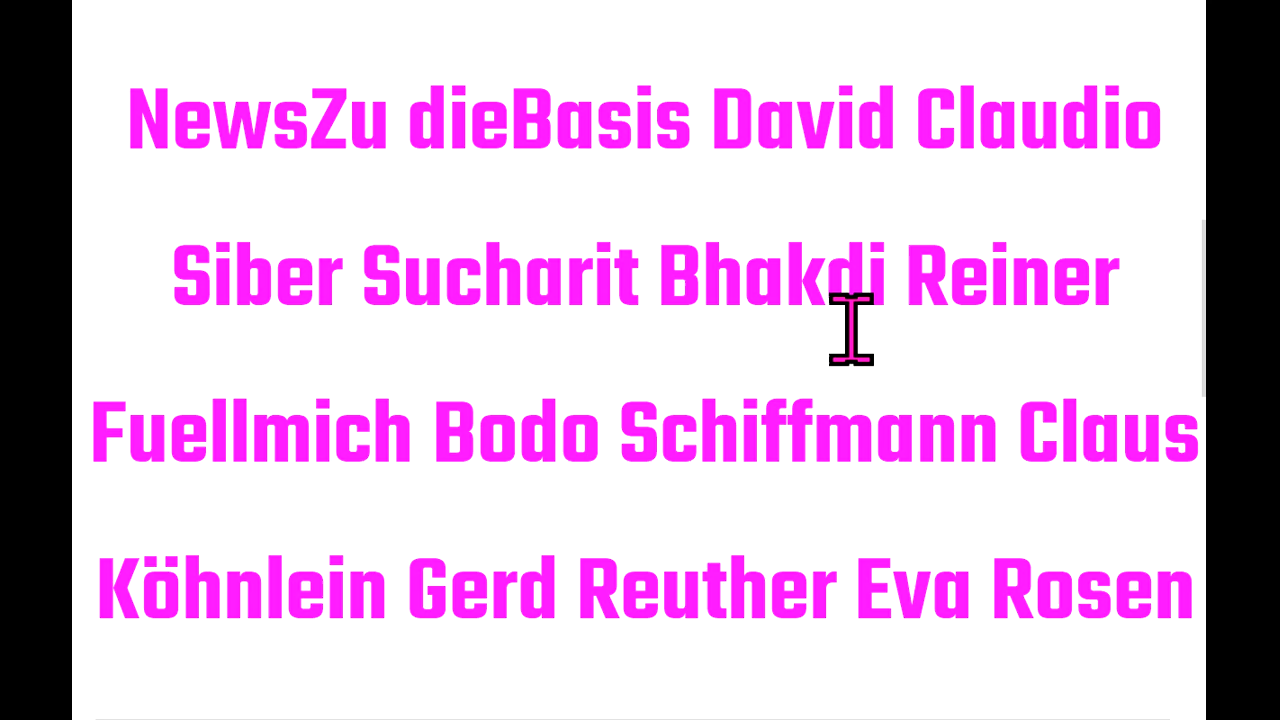 NewsZu dieBasis David Claudio
Siber Sucharit Bhakdi Reiner
Fuellmich Bodo Schiffmann Claus
Köhnlein Gerd Reuther Eva Rosen